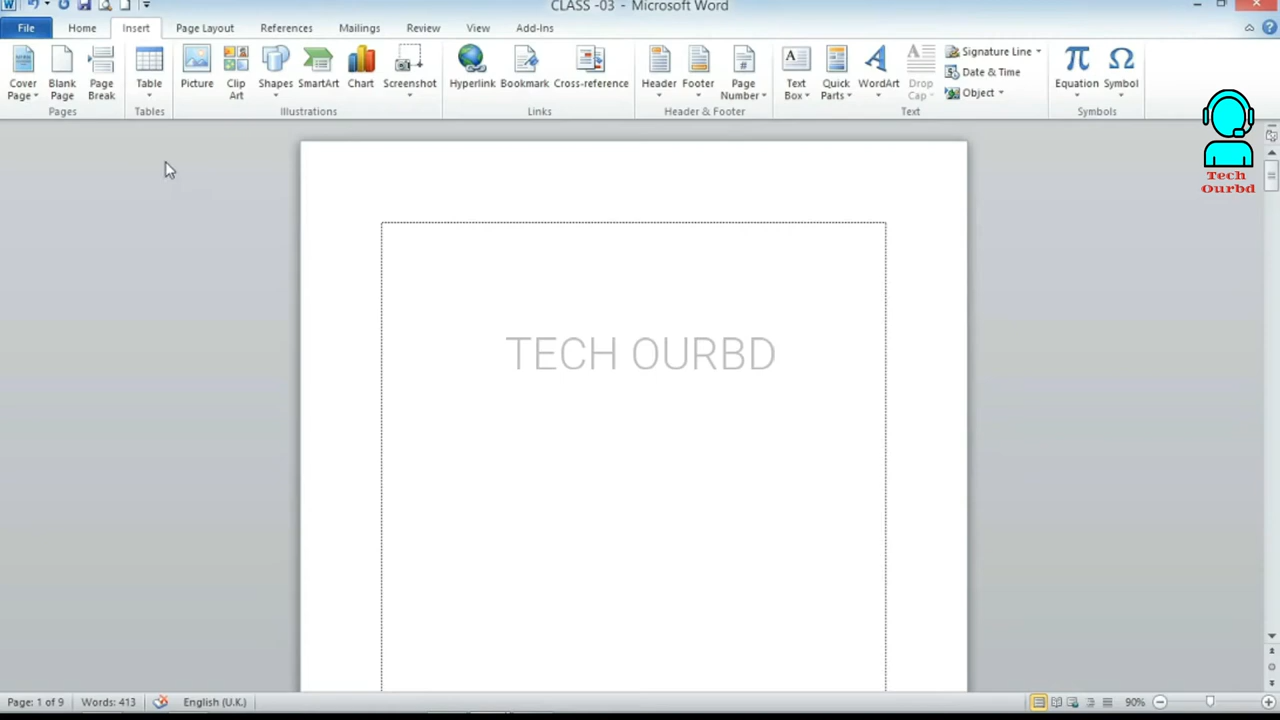 CLASS -03 - Microsoft Word
File Home Insert Page Layout References Mailings Review View Add-Ins
Cover Page
Blank Page
Page Break
Table
Picture
Clip Art
Shapes
SmartArt
Chart
Screenshot
Hyperlink
Bookmark
Cross-reference
Header
Footer
Page Number
Text Box
Quick Parts
WordArt
Drop Cap
Signature Line
Date & Time
Object
Equation
Symbol
Pages Tables Illustrations Links Header & Footer Text Symbols
Tech
Ourbd
TECH OURBD
Page: 1 of 9 Words: 413 English (U.K.) 90%